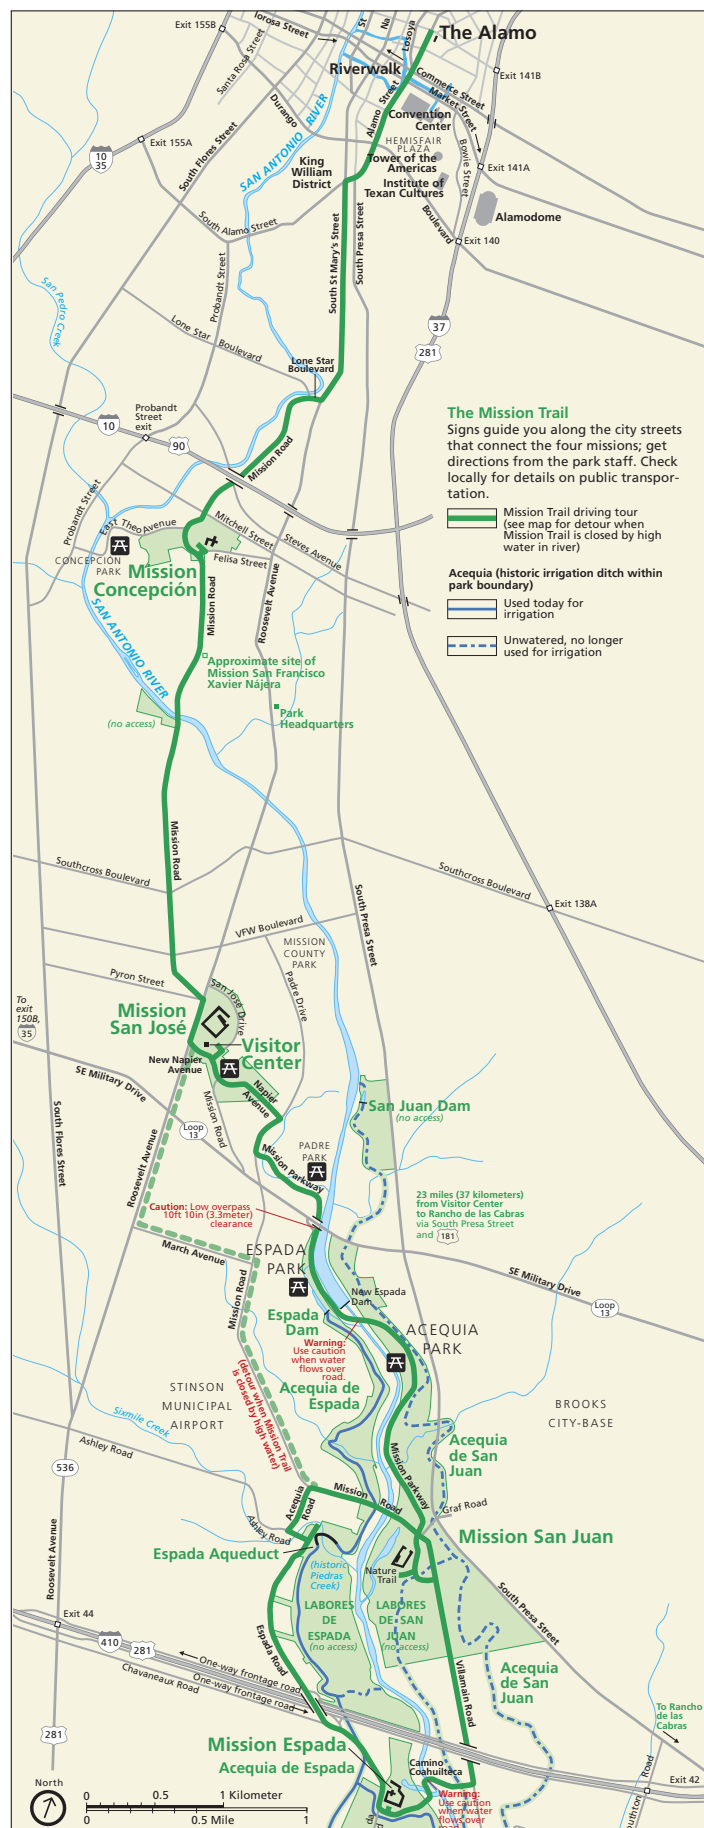 Exit 155B
Santa Rosa Street
St
Na
Losoya
The Alamo
Riverwalk
Exit 141B
Commerce Street
Market Street
Durango
SAN ANTONIO RIVER
Alamo Street
Convention
Center
HEMISFAIR
PLAZA
Bowie Street
10
35
Exit 155A
South Flores Street
King
William
District
Tower of the
Americas
Institute of
Texan Cultures
Exit 141A
Alamodome
Boulevard
Exit 140
South Alamo Street
South St Mary's Street
South Presa Street
Probandt Street
San Pedro Creek
37
281
Lone Star Boulevard
Lone Star
Boulevard
Probandt
Street
exit
10
90
Mission Road
The Mission Trail
Signs guide you along the city streets
that connect the four missions; get
directions from the park staff. Check
locally for details on public transpor-
tation.
Mission Trail driving tour
(see map for detour when
Mission Trail is closed by high
water in river)
Acequia (historic irrigation ditch within
park boundary)
Used today for
irrigation
Unwatered, no longer
used for irrigation
Probandt Street
East Theo Avenue
Mitchell Street
Steves Avenue
CONCEPCIÓN
PARK
Felisa Street
Mission
Concepción
Mission Road
Roosevelt Avenue
SAN ANTONIO RIVER
Approximate site of
Mission San Francisco
Xavier Nájera
(no access)
Park
Headquarters
Mission Road
Southcross Boulevard
Southcross Boulevard
Exit 138A
South Presa Street
VFW Boulevard
MISSION
COUNTY
PARK
Pyron Street
San José Drive
Padre Drive
To
exit
150B,
35
Mission
San José
Visitor
Center
New Napier
Avenue
SE Military Drive
Napier
Avenue
Mission Road
San Juan Dam
(no access)
South Flores Street
Loop
13
Roosevelt Avenue
PADRE
PARK
Mission Parkway
23 miles (37 kilometers)
from Visitor Center
to Rancho de las Cabras
via South Presa Street
and 181
Caution: Low overpass
10ft 10in (3.3meter)
clearance
March Avenue
ESPADA
PARK
Mission Road
SE Military Drive
Loop
13
New Espada
Dam
Espada
Dam
ACEQUIA
PARK
Warning:
Use caution
when water
flows over
road.
(detour when Mission Trail
is closed by high water)
Acequia de
Espada
STINSON
MUNICIPAL
AIRPORT
BROOKS
CITY-BASE
Sixmile Creek
Ashley Road
Acequia
de San
Juan
Mission Parkway
536
Acequia
Road
Mission Road
Graf Road
Ashley Road
Mission San Juan
Espada Aqueduct
(historic
Piedras
Creek)
Nature
Trail
Roosevelt Avenue
LABORES
DE
ESPADA
(no access)
LABORES
DE SAN
JUAN
(no access)
South Presa Street
Exit 44
410
281
Espada Road
One-way frontage road
Chavaneaux Road
One-way frontage road
Villamain Road
Acequia
de San
Juan
To Rancho
de las
Cabras
281
Mission Espada
Acequia de Espada
Camino
Coahuilteca
Exit 42
North
0 0.5 1 Kilometer
0 0.5 Mile 1
Warning:
Use caution
when water
flows over